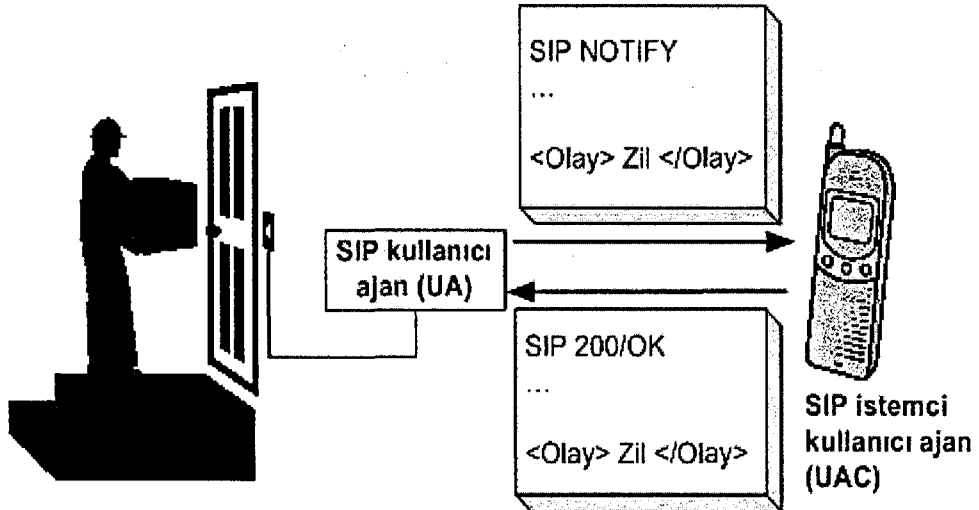 SIP NOTIFY
...
<Olay> Zil </Olay>
SIP kullanıcı
ajan (UA)
SIP 200/OK
...
<Olay> Zil </Olay>
SIP istemci
kullanıcı ajan
(UAC)